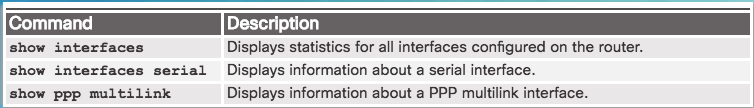 Command Description
show interfaces Displays statistics for all interfaces configured on the router.
show interfaces serial Displays information about a serial interface.
show ppp multilink Displays information about a PPP multilink interface.